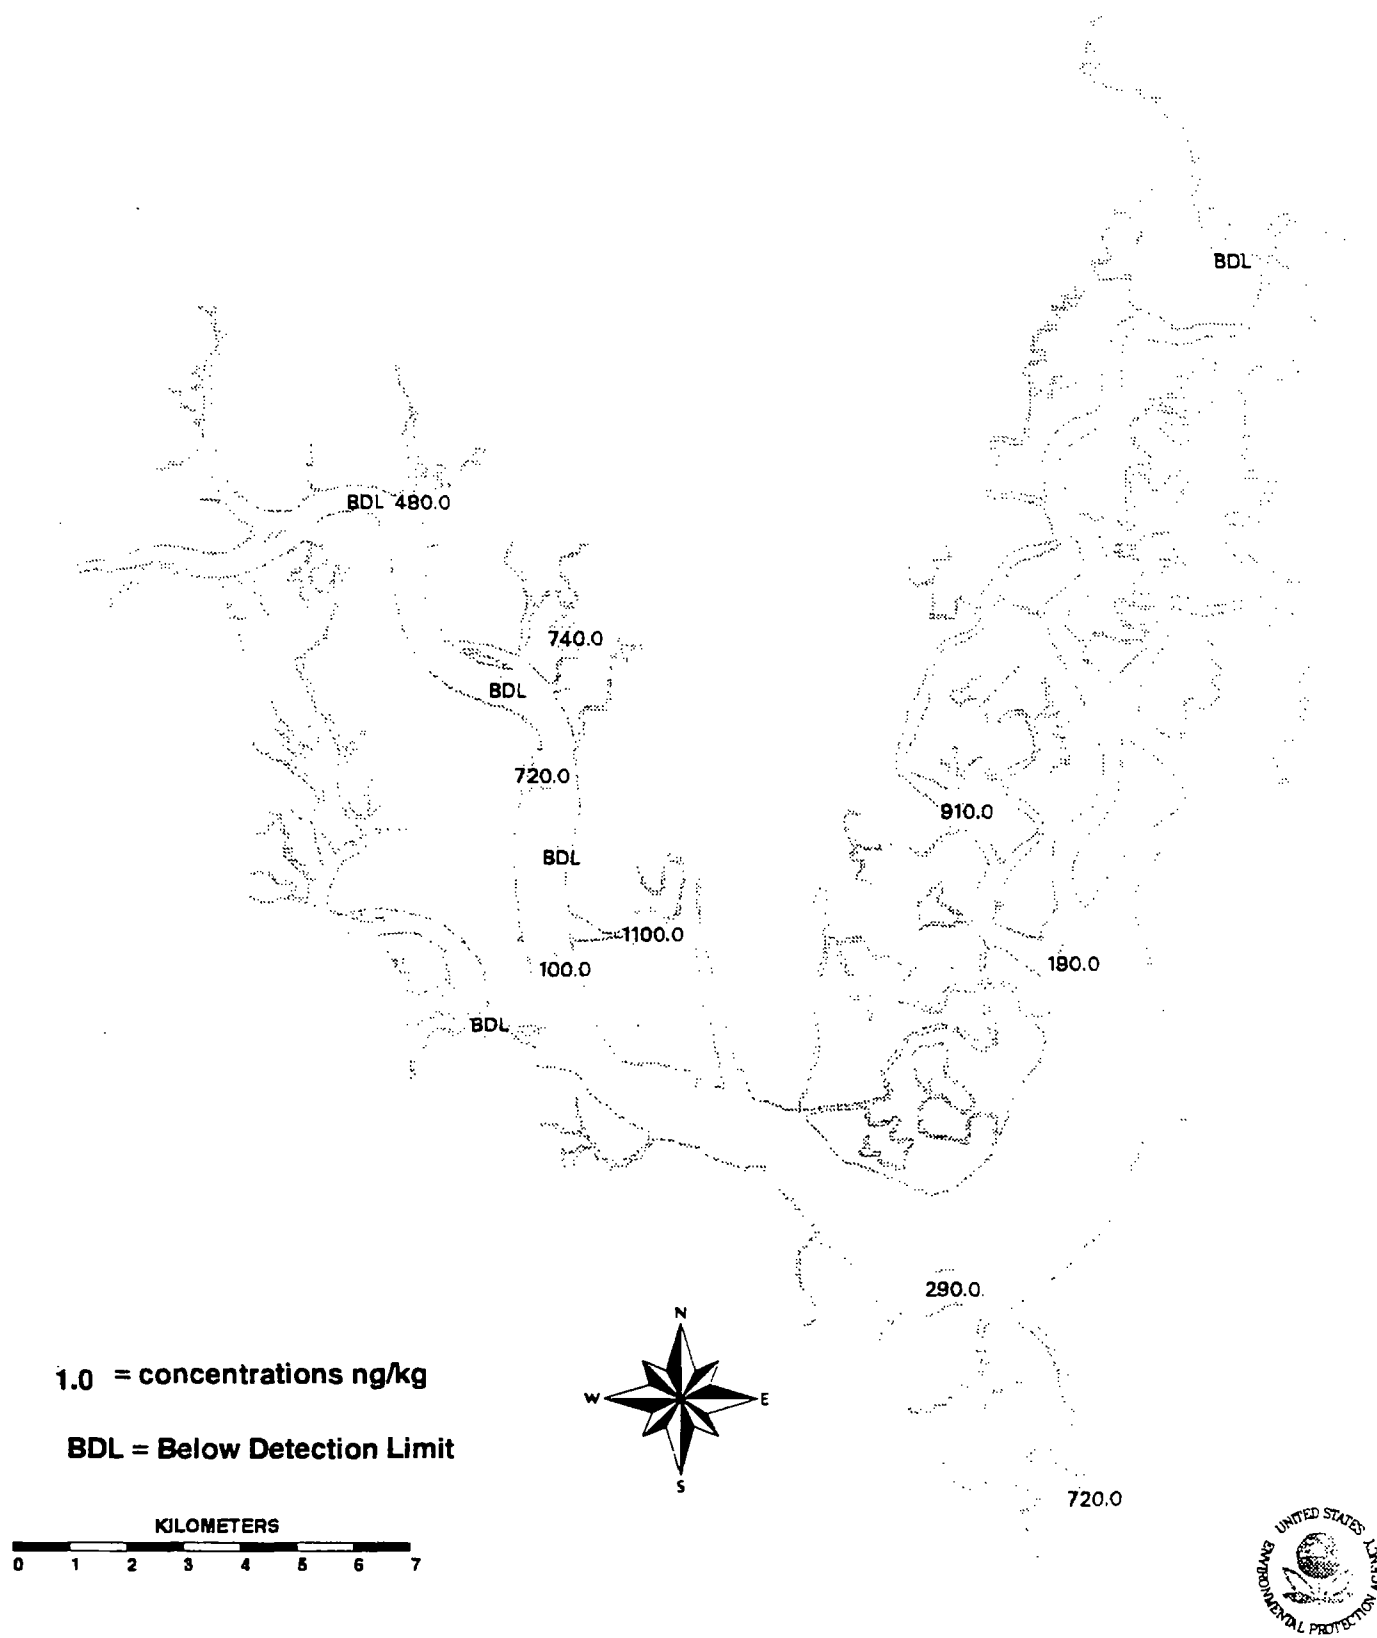 BDL
BDL 480.0
740.0
BDL
720.0
910.0
BDL
1100.0
180.0
100.0
BDL
290.0
N
1.0 = concentrations ng/kg
W E
BDL = Below Detection Limit
S
720.0
KILOMETERS
0 1 2 3 4 5 6 7
UNITED STATES
ENVIRONMENTAL PROTECTION AGENCY